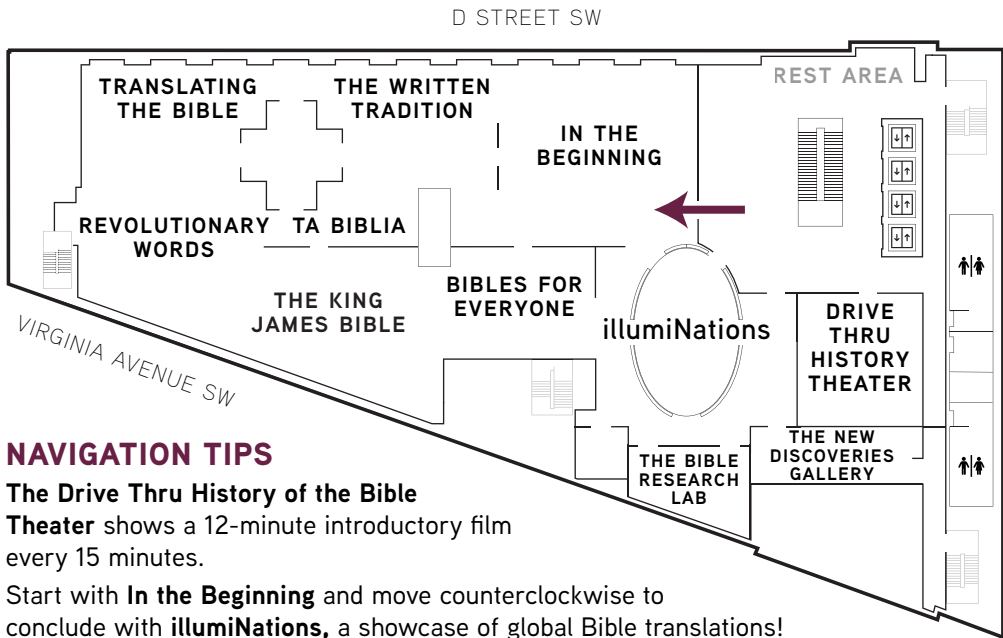 D STREET SW
REST AREA
TRANSLATING
THE BIBLE
THE WRITTEN
TRADITION
IN THE
BEGINNING
REVOLUTIONARY
WORDS
TA BIBLIA
THE KING
JAMES BIBLE
BIBLES FOR
EVERYONE
illumiNations
DRIVE
THRU
HISTORY
THEATER
VIRGINIA AVENUE SW
THE BIBLE
RESEARCH
LAB
THE NEW
DISCOVERIES
GALLERY
NAVIGATION TIPS
The Drive Thru History of the Bible
Theater shows a 12-minute introductory film
every 15 minutes.
Start with In the Beginning and move counterclockwise to
conclude with illumiNations, a showcase of global Bible translations!